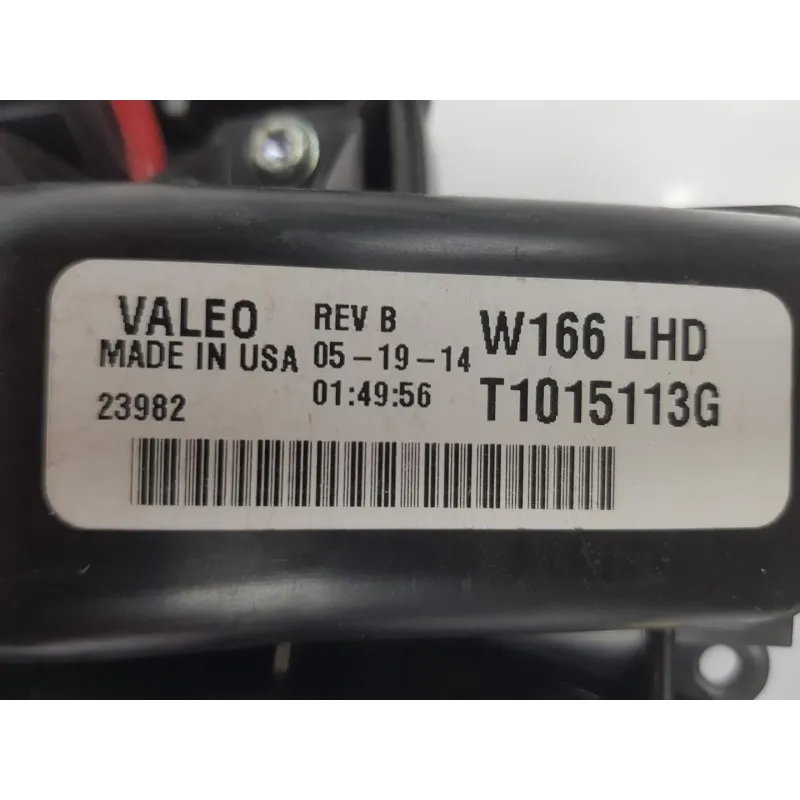 VALEO REV B W166 LHD
MADE IN USA 05-19-14
23982 01:49:56 T1015113G